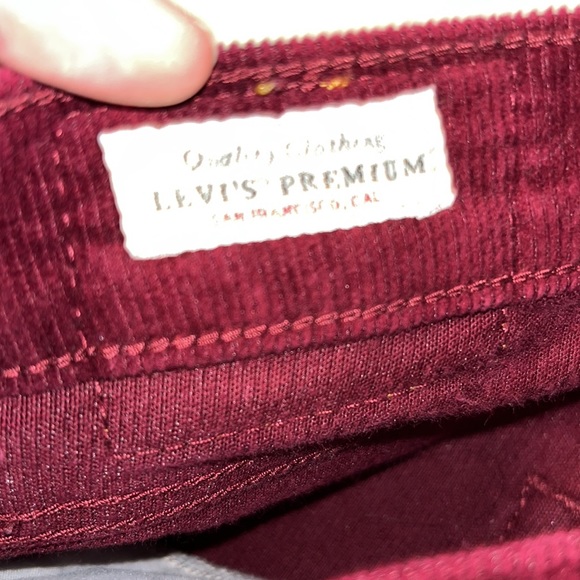 Quality Clothing
LEVI'S PREMIUM
SAN FRANCISCO, CAL